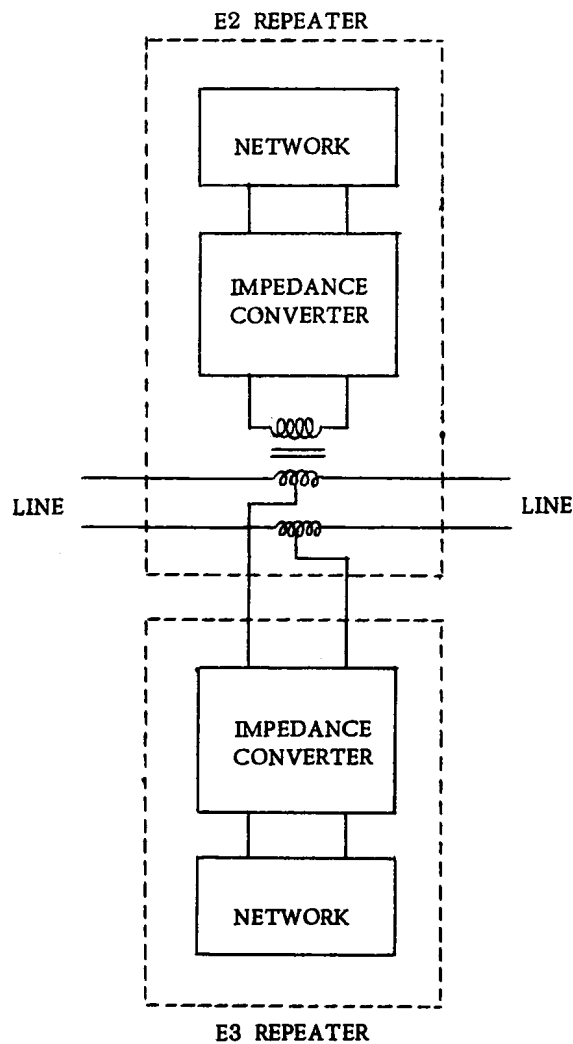 E2 REPEATER
NETWORK
IMPEDANCE
CONVERTER
LINE
LINE
IMPEDANCE
CONVERTER
NETWORK
E3 REPEATER